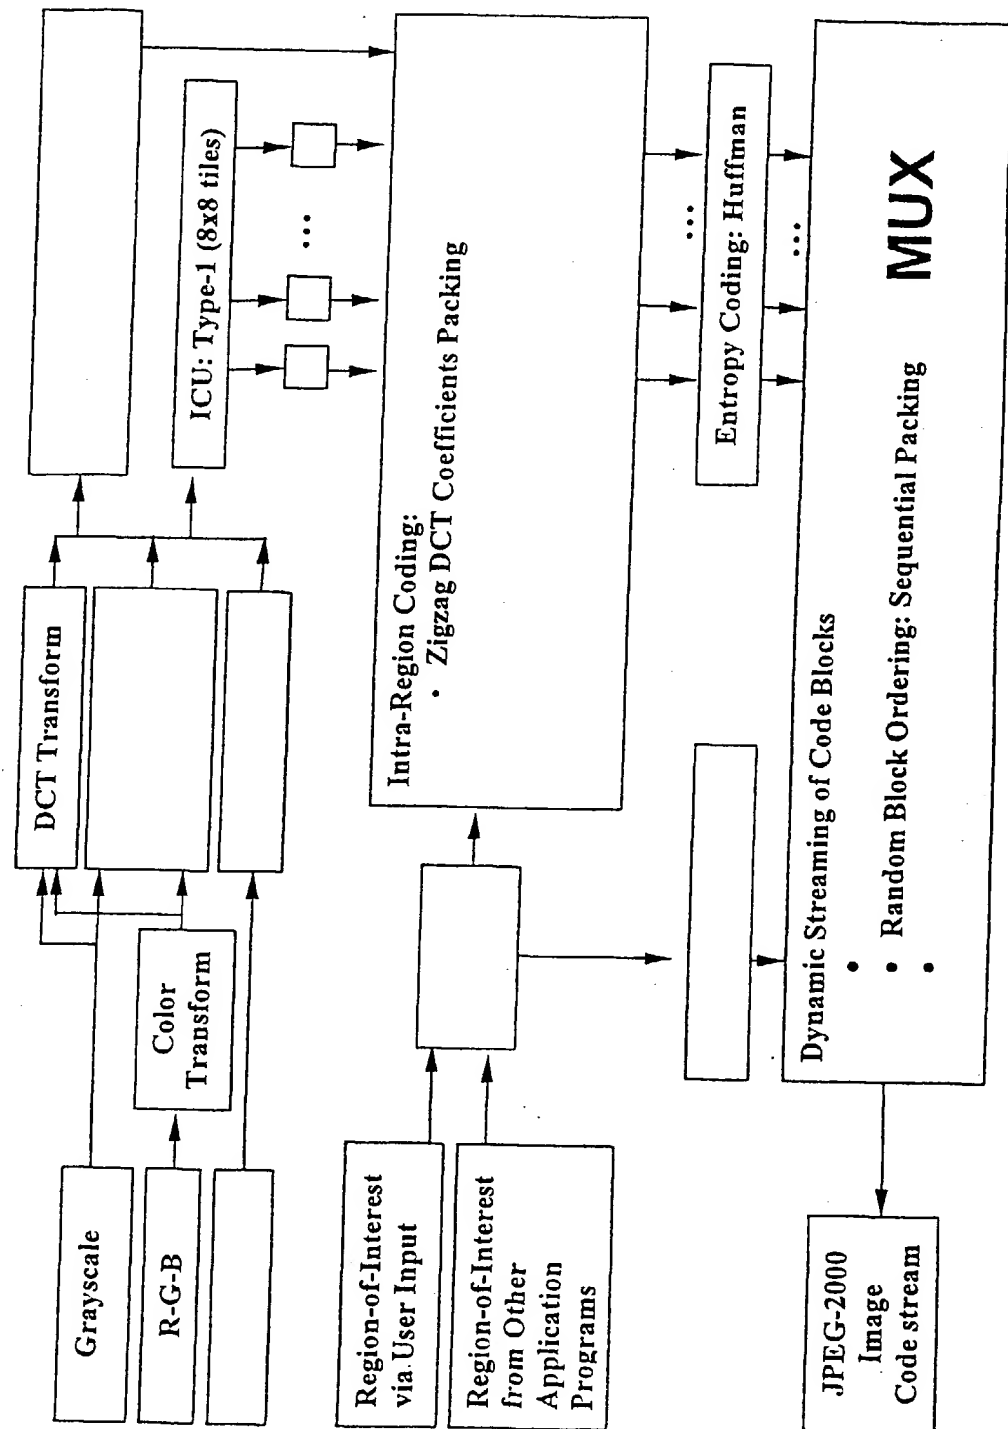 Grayscale
R-G-B
Color
Transform
DCT Transform
ICU: Type-1 (8x8 tiles)
...
Region-of-Interest
via User Input
Region-of-Interest
from Other
Application
Programs
Intra-Region Coding:
• Zigzag DCT Coefficients Packing
...
Entropy Coding: Huffman
...
Dynamic Streaming of Code Blocks
•
• Random Block Ordering: Sequential Packing
•
MUX
JPEG-2000
Image
Code stream